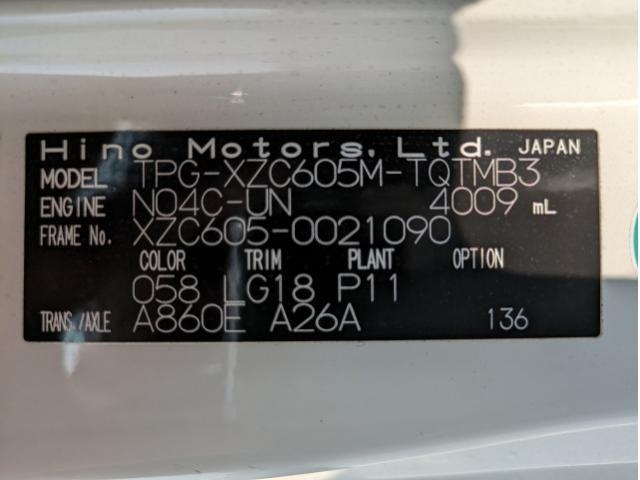 Hino Motors, Ltd. JAPAN
MODEL TPG-XZC605M-TQTMB3
ENGINE N04C-UN 4009 mL
FRAME No. XZC605-0021090
COLOR TRIM PLANT OPTION
058 LG18 P11
TRANS./AXLE A860E A26A 136